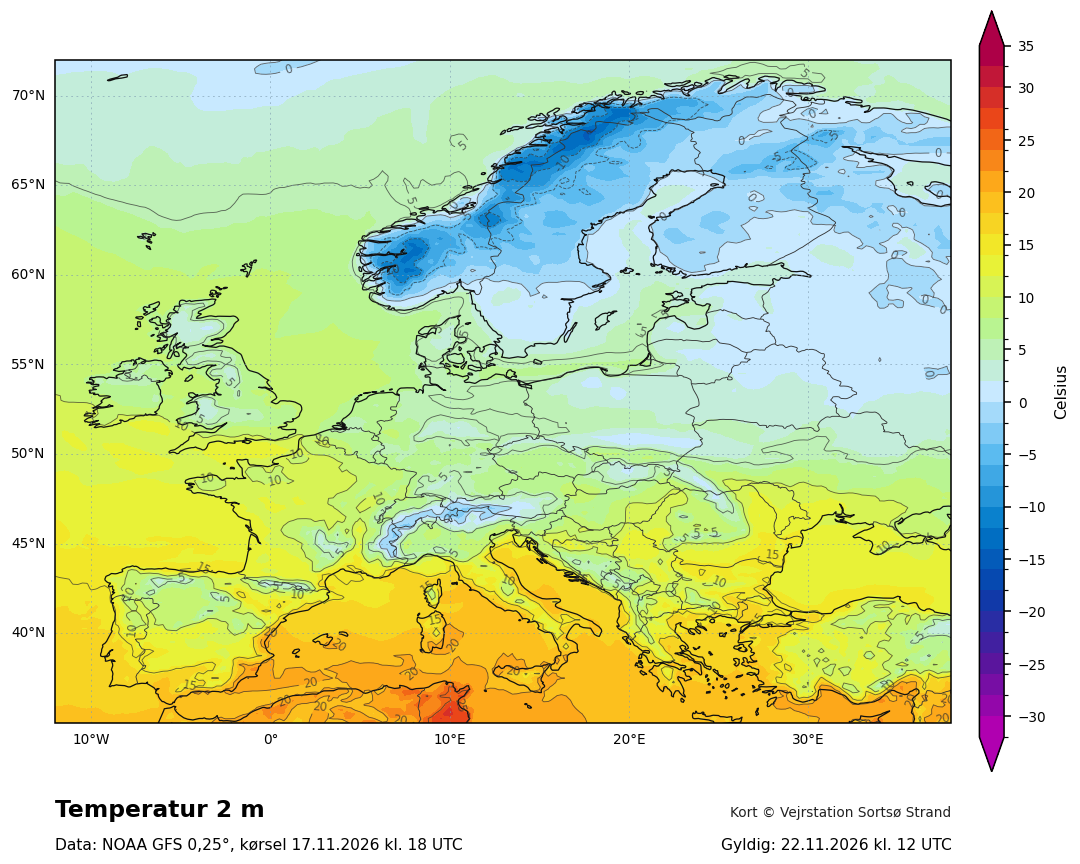 70°N
65°N
60°N
55°N
50°N
45°N
40°N
10°W
0°
10°E
20°E
30°E
35
30
25
20
15
10
5
0
−5
−10
−15
−20
−25
−30
Celsius
Temperatur 2 m
Kort © Vejrstation Sortsø Strand
Data: NOAA GFS 0,25°, kørsel 17.11.2026 kl. 18 UTC
Gyldig: 22.11.2026 kl. 12 UTC